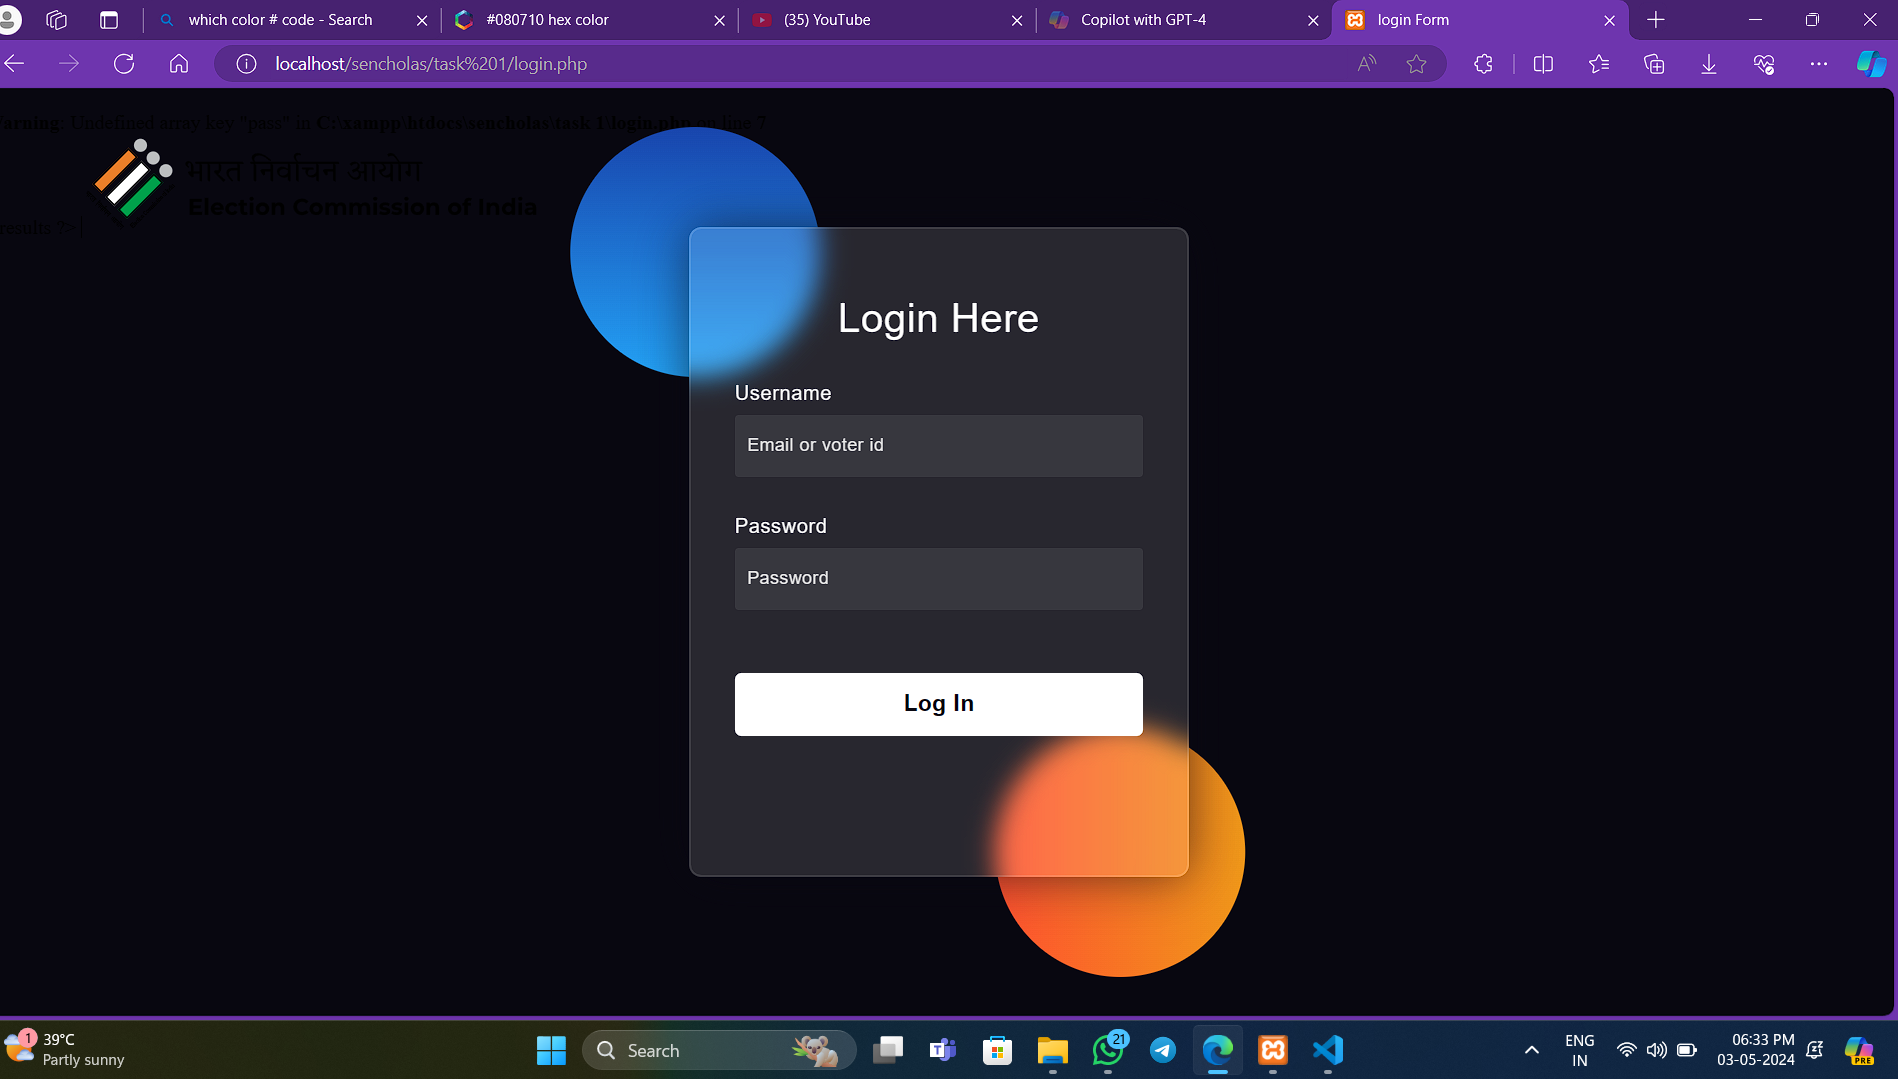 which color # code - Search
#080710 hex color
(35) YouTube
Copilot with GPT-4
login Form
localhost/sencholas/task%201/login.php
arning: Undefined array key "pass" in C:\xampp\htdocs\sencholas\task 1\login.php on line 7
भारत निर्वाचन आयोग
Election Commission of India
results ?>
Login Here
Username
Email or voter id
Password
Password
Log In
1
39°C
Partly sunny
Search
21
ENG
IN
06:33 PM
03-05-2024
PRE